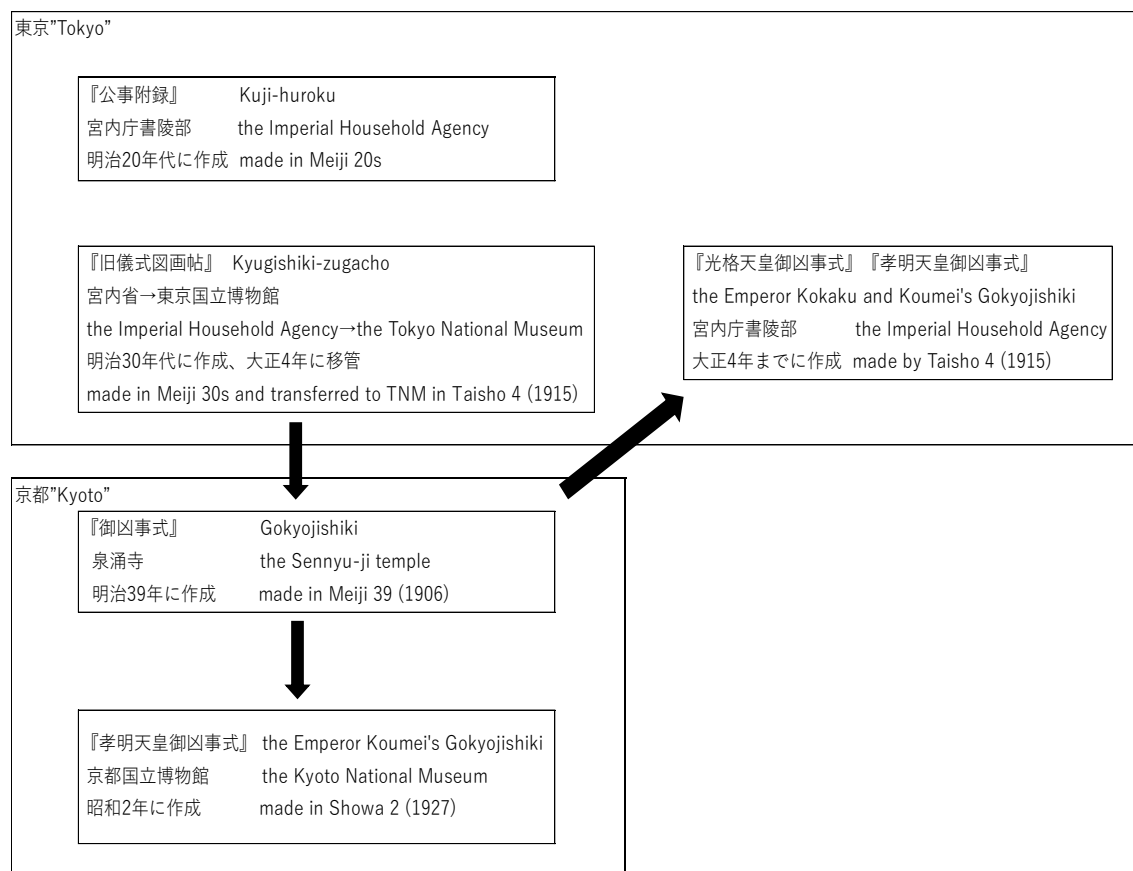 東京"Tokyo"
『公事附録』 Kuji-huroku
宮内庁書陵部 the Imperial Household Agency
明治20年代に作成 made in Meiji 20s
『旧儀式図画帖』 Kyugishiki-zugacho
宮内省→東京国立博物館
the Imperial Household Agency→the Tokyo National Museum
明治30年代に作成、大正4年に移管
made in Meiji 30s and transferred to TNM in Taisho 4 (1915)
『光格天皇御凶事式』『孝明天皇御凶事式』
the Emperor Kokaku and Koumei's Gokyojishiki
宮内庁書陵部 the Imperial Household Agency
大正4年までに作成 made by Taisho 4 (1915)
京都"Kyoto"
『御凶事式』 Gokyojishiki
泉涌寺 the Sennyu-ji temple
明治39年に作成 made in Meiji 39 (1906)
『孝明天皇御凶事式』 the Emperor Koumei's Gokyojishiki
京都国立博物館 the Kyoto National Museum
昭和2年に作成 made in Showa 2 (1927)